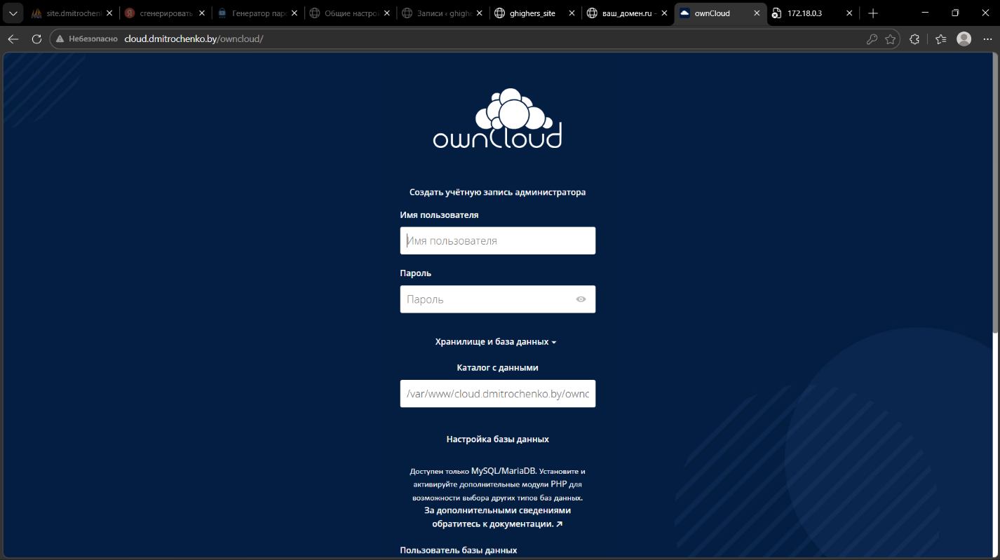 site.dmitrochenl
сгенерировать
Генератор пар
Общие настрой
Записи ‹ ghighe
ghighers_site
ваш_домен.ru -
ownCloud
172.18.0.3
Небезопасно cloud.dmitrochenko.by/owncloud/
ownCloud
Создать учётную запись администратора
Имя пользователя
Имя пользователя
Пароль
Пароль
Хранилище и база данных
Каталог с данными
/var/www/cloud.dmitrochenko.by/ownc
Настройка базы данных
Доступен только MySQL/MariaDB. Установите и
активируйте дополнительные модули PHP для
возможности выбора других типов баз данных.
За дополнительными сведениями
обратитесь к документации. ↗
Пользователь базы данных